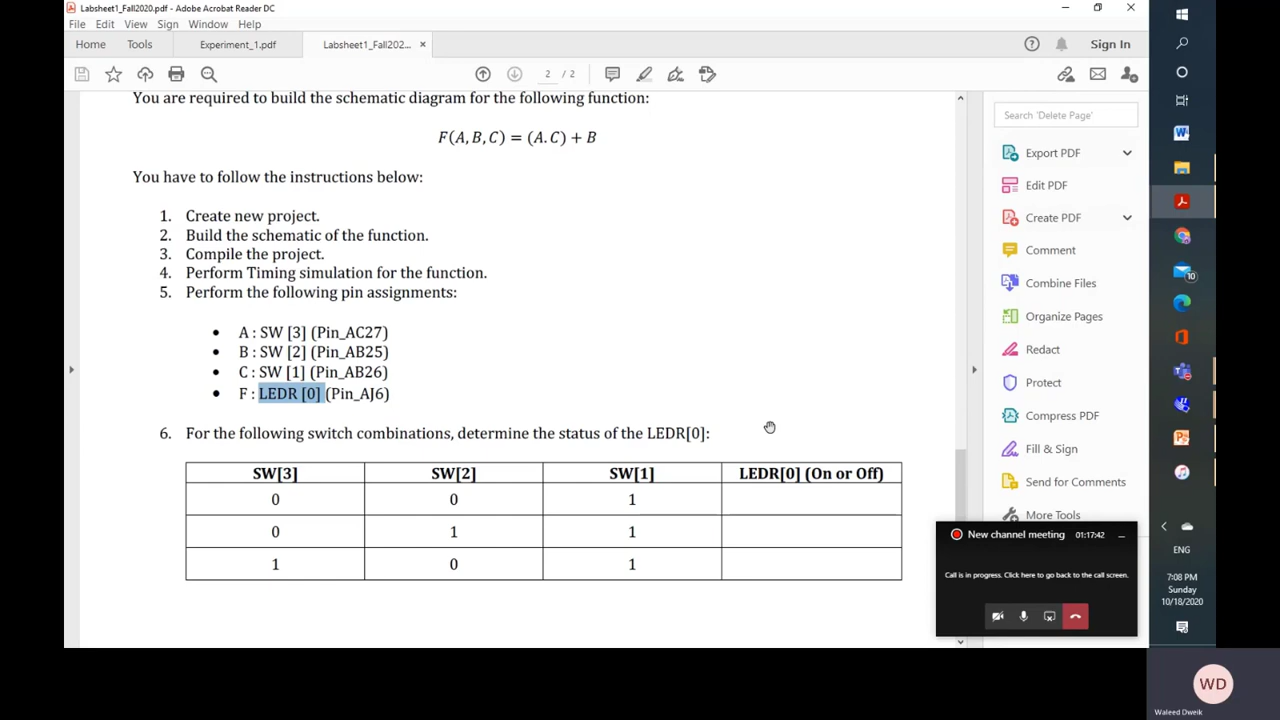 Labsheet1_Fall2020.pdf - Adobe Acrobat Reader DC
File Edit View Sign Window Help
Home Tools Experiment_1.pdf Labsheet1_Fall202... × Sign In
2 / 2
You are required to build the schematic diagram for the following function:
F(A, B, C) = (A. C) + B
You have to follow the instructions below:
1. Create new project.
2. Build the schematic of the function.
3. Compile the project.
4. Perform Timing simulation for the function.
5. Perform the following pin assignments:
• A : SW [3] (Pin_AC27)
• B : SW [2] (Pin_AB25)
• C : SW [1] (Pin_AB26)
• F : LEDR [0] (Pin_AJ6)
6. For the following switch combinations, determine the status of the LEDR[0]:
SW[3] SW[2] SW[1] LEDR[0] (On or Off)
0 0 1
0 1 1
1 0 1
Search 'Delete Page'
Export PDF
Edit PDF
Create PDF
Comment
Combine Files
Organize Pages
Redact
Protect
Compress PDF
Fill & Sign
Send for Comments
More Tools
New channel meeting 01:17:42
Call is in progress. Click here to go back to the call screen.
10
ENG
7:08 PM
Sunday
10/18/2020
WD
Waleed Dweik